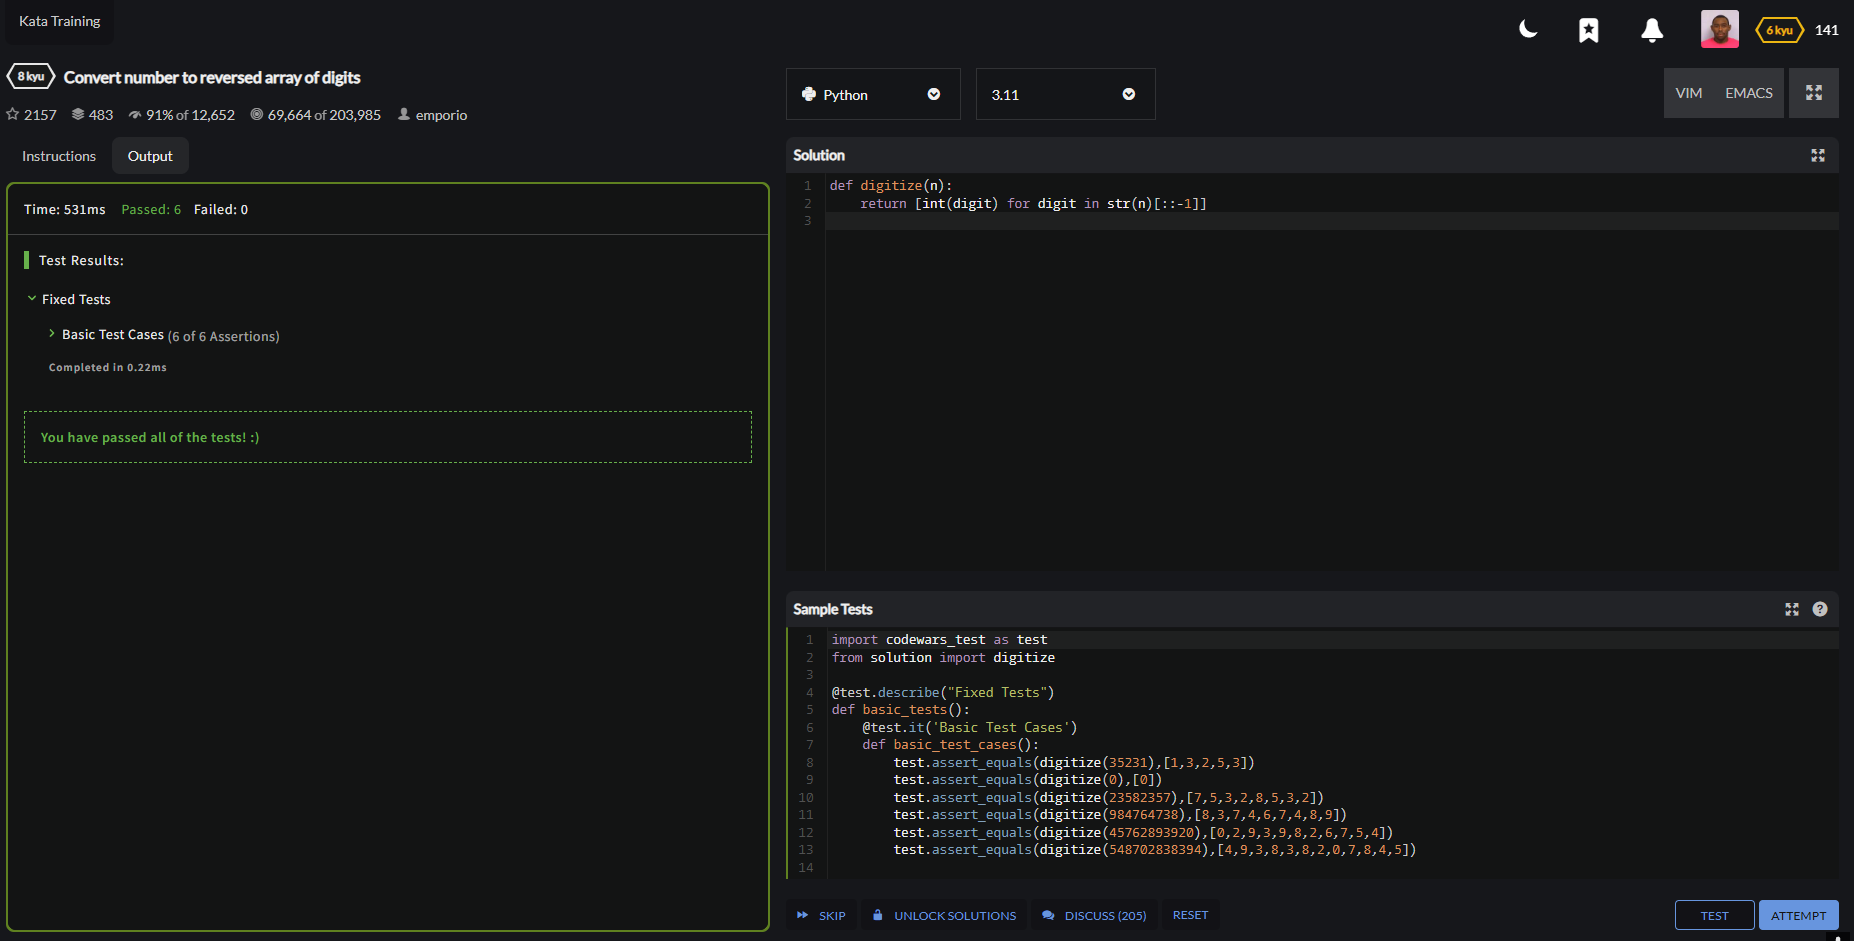 Kata Training
6 kyu 141
8 kyu Convert number to reversed array of digits
2157 483 91% of 12,652 69,664 of 203,985 emporio
Instructions Output
Time: 531ms Passed: 6 Failed: 0
Test Results:
Fixed Tests
Basic Test Cases (6 of 6 Assertions)
Completed in 0.22ms
You have passed all of the tests! :)
Python 3.11 VIM EMACS
Solution
1 def digitize(n):
2     return [int(digit) for digit in str(n)[::-1]]
3
Sample Tests
1 import codewars_test as test
2 from solution import digitize
3
4 @test.describe("Fixed Tests")
5 def basic_tests():
6     @test.it('Basic Test Cases')
7     def basic_test_cases():
8         test.assert_equals(digitize(35231),[1,3,2,5,3])
9         test.assert_equals(digitize(0),[0])
10         test.assert_equals(digitize(23582357),[7,5,3,2,8,5,3,2])
11         test.assert_equals(digitize(984764738),[8,3,7,4,6,7,4,8,9])
12         test.assert_equals(digitize(45762893920),[0,2,9,3,9,8,2,6,7,5,4])
13         test.assert_equals(digitize(548702838394),[4,9,3,8,3,8,2,0,7,8,4,5])
14
SKIP UNLOCK SOLUTIONS DISCUSS (205) RESET TEST ATTEMPT